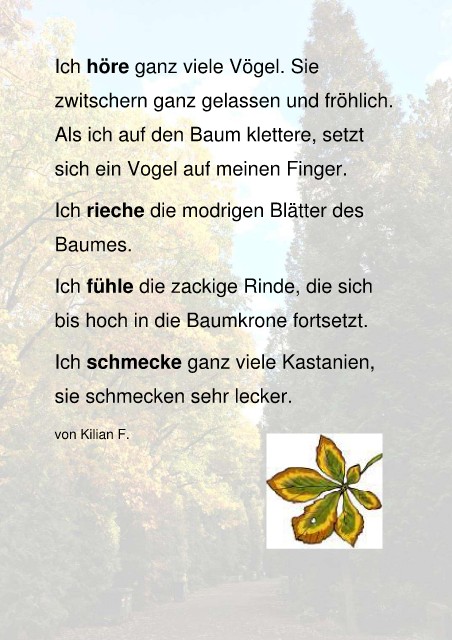 Ich höre ganz viele Vögel. Sie
zwitschern ganz gelassen und fröhlich.
Als ich auf den Baum klettere, setzt
sich ein Vogel auf meinen Finger.
Ich rieche die modrigen Blätter des
Baumes.
Ich fühle die zackige Rinde, die sich
bis hoch in die Baumkrone fortsetzt.
Ich schmecke ganz viele Kastanien,
sie schmecken sehr lecker.
von Kilian F.